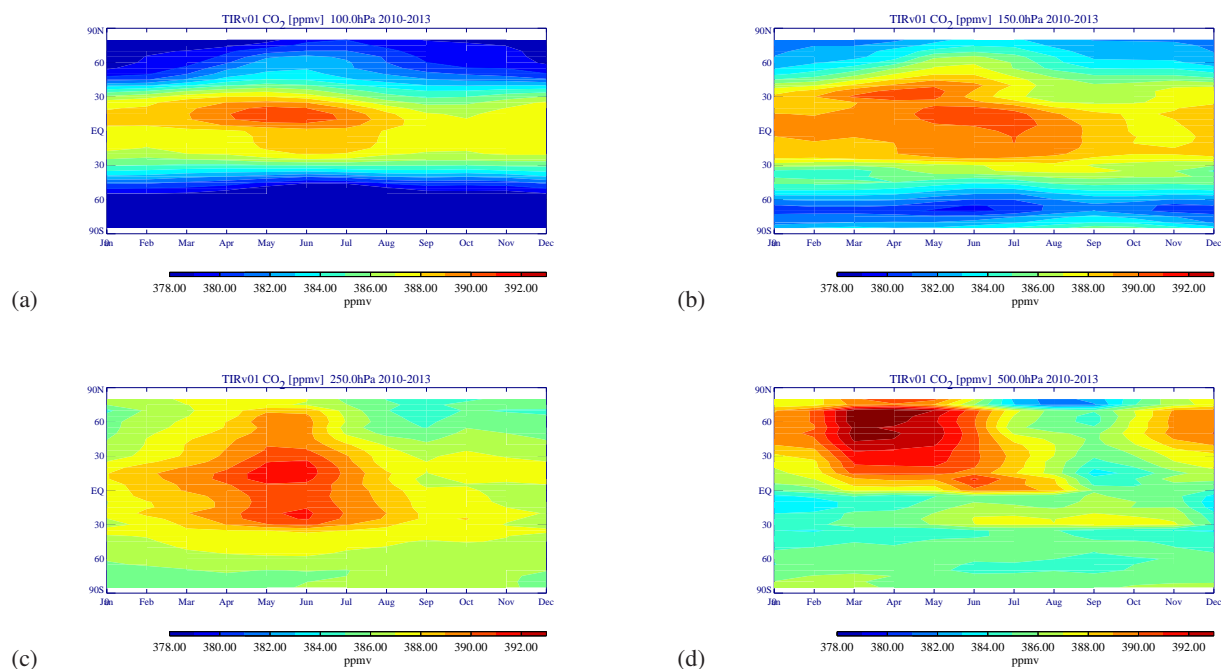 TIRv01 CO2 [ppmv] 100.0hPa 2010-2013
90N
60
30
EQ
30
60
90S
Feb Mar Apr May Jun Jul Aug Sep Oct Nov Dec
378.00 380.00 382.00 384.00 386.00 388.00 390.00 392.00
ppmv
(a)
TIRv01 CO2 [ppmv] 150.0hPa 2010-2013
90N
60
30
EQ
30
60
90S
Feb Mar Apr May Jun Jul Aug Sep Oct Nov Dec
378.00 380.00 382.00 384.00 386.00 388.00 390.00 392.00
ppmv
(b)
TIRv01 CO2 [ppmv] 250.0hPa 2010-2013
90N
60
30
EQ
30
60
90S
Feb Mar Apr May Jun Jul Aug Sep Oct Nov Dec
378.00 380.00 382.00 384.00 386.00 388.00 390.00 392.00
ppmv
(c)
TIRv01 CO2 [ppmv] 500.0hPa 2010-2013
90N
60
30
EQ
30
60
90S
Feb Mar Apr May Jun Jul Aug Sep Oct Nov Dec
378.00 380.00 382.00 384.00 386.00 388.00 390.00 392.00
ppmv
(d)